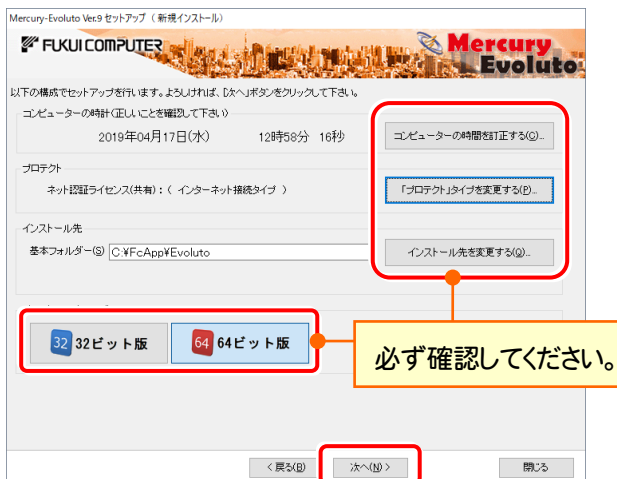 Mercury-Evoluto Ver.9 セットアップ（ 新規インストール）
FUKUI COMPUTER
Mercury
Evoluto
以下の構成でセットアップを行います。よろしければ、[次へ]ボタンをクリックして下さい。
コンピューターの時計（正しいことを確認して下さい）
2019年04月17日(水) 12時58分 16秒
コンピューターの時間を訂正する(C)...
プロテクト
ネット認証ライセンス(共有)：（ インターネット接続タイプ ）
「プロテクト」タイプを変更する(P)...
インストール先
基本フォルダー(S) C:¥FcApp¥Evoluto
インストール先を変更する(Q)...
32 32ビット版 64 64ビット版
必ず確認してください。
< 戻る(B) 次へ(N) > 閉じる